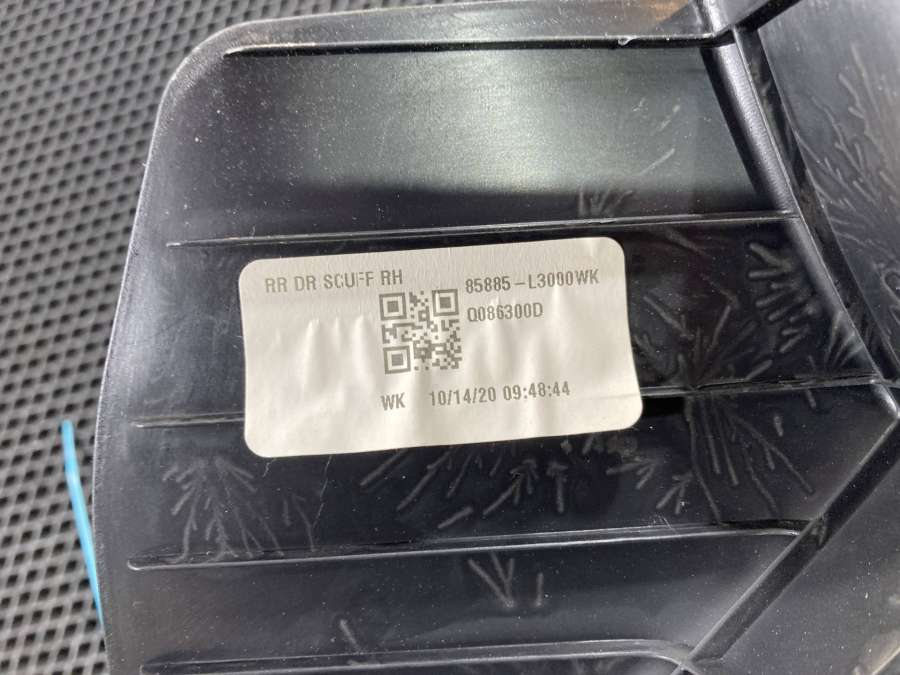 RR DR SCUFF RH
85885-L3000WK
Q086300D
WK 10/14/20 09:48:44